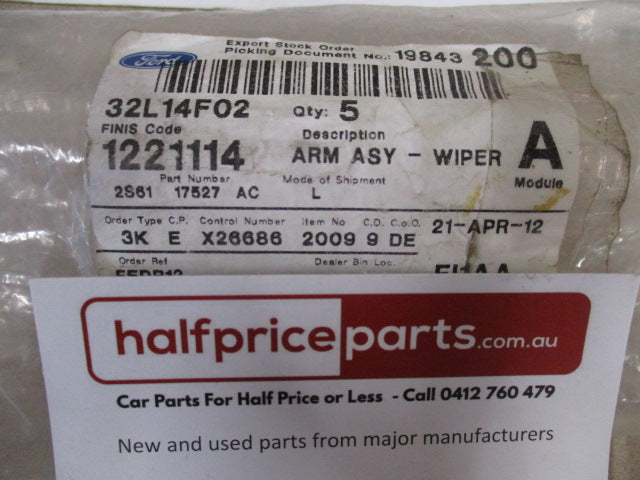 Ford
Export Stock Order
Picking Document No.: 19843 200
32L14F02 Qty: 5
FINIS Code Description
1221114 ARM ASY - WIPER A
Part Number Mode of Shipment Module
2S61 17527 AC L
Order Type C.P. Control Number Item No C.D. C.o.O. 21-APR-12
3K E X26686 2009 9 DE
Order Ref Dealer Bin Loc.
halfpriceparts.com.au
Car Parts For Half Price or Less - Call 0412 760 479
New and used parts from major manufacturers